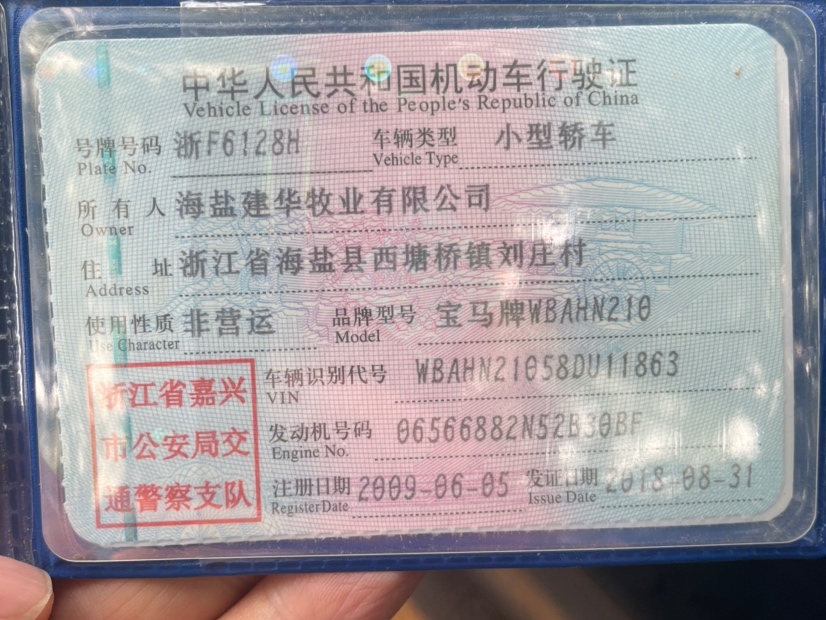 中华人民共和国机动车行驶证
Vehicle License of the People's Republic of China
号牌号码 浙F6128H 车辆类型 小型轿车
Plate No. Vehicle Type
所有人 海盐建华牧业有限公司
Owner
住址 浙江省海盐县西塘桥镇刘庄村
Address
使用性质 非营运 品牌型号 宝马牌WBAHN210
Use Character Model
浙江省嘉兴
市公安局交
通警察支队
车辆识别代号 WBAHN21058DU11863
VIN
发动机号码 06566882N52B30BF
Engine No.
注册日期 2009-06-05 发证日期 2018-08-31
Register Date Issue Date